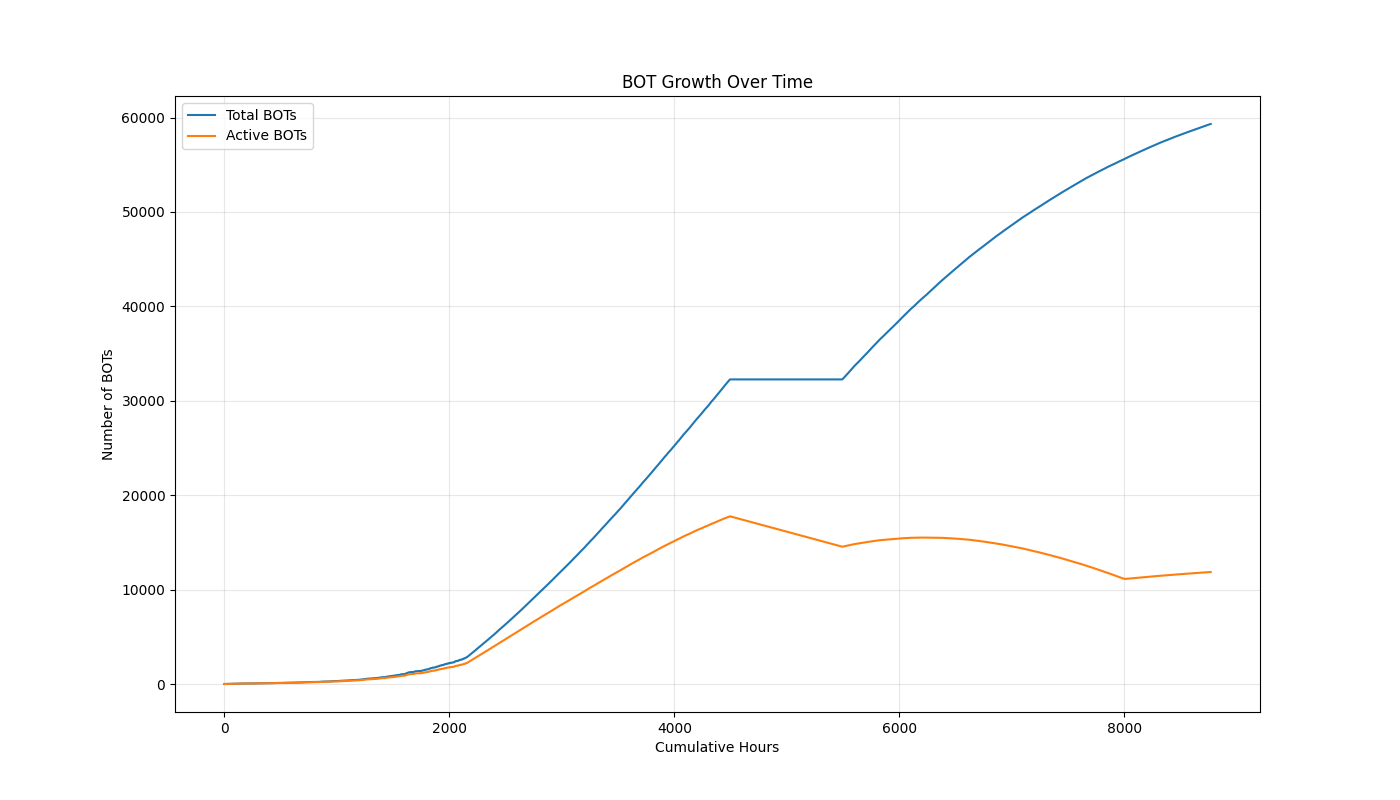 BOT Growth Over Time
Total BOTs
Active BOTs
60000
50000
40000
30000
20000
10000
0
Number of BOTs
0 2000 4000 6000 8000
Cumulative Hours